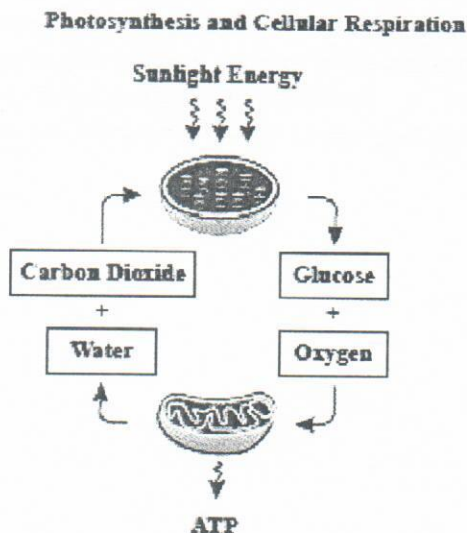 Photosynthesis and Cellular Respiration
Sunlight Energy
Carbon Dioxide
+
Water
Glucose
+
Oxygen
ATP